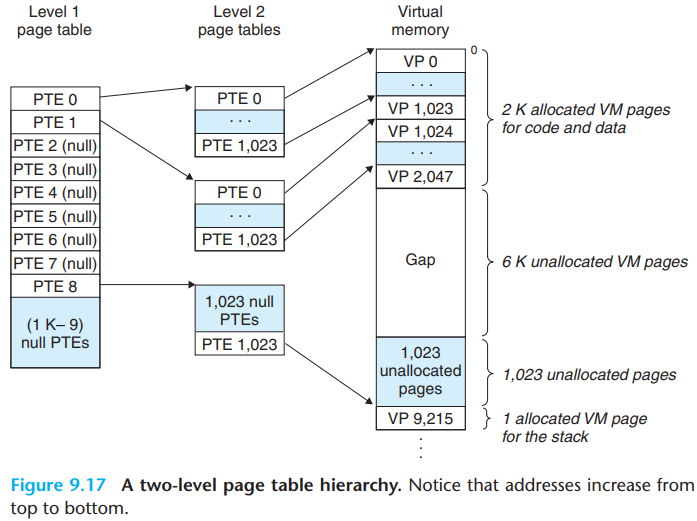 Level 1
page table
Level 2
page tables
Virtual
memory
PTE 0
PTE 1
PTE 2 (null)
PTE 3 (null)
PTE 4 (null)
PTE 5 (null)
PTE 6 (null)
PTE 7 (null)
PTE 8
(1 K– 9)
null PTEs
PTE 0
. . .
PTE 1,023
PTE 0
. . .
PTE 1,023
1,023 null
PTEs
PTE 1,023
0
VP 0
. . .
VP 1,023
VP 1,024
. . .
VP 2,047
Gap
1,023
unallocated
pages
VP 9,215
. . .
2 K allocated VM pages
for code and data
6 K unallocated VM pages
1,023 unallocated pages
1 allocated VM page
for the stack
Figure 9.17 A two-level page table hierarchy. Notice that addresses increase from
top to bottom.